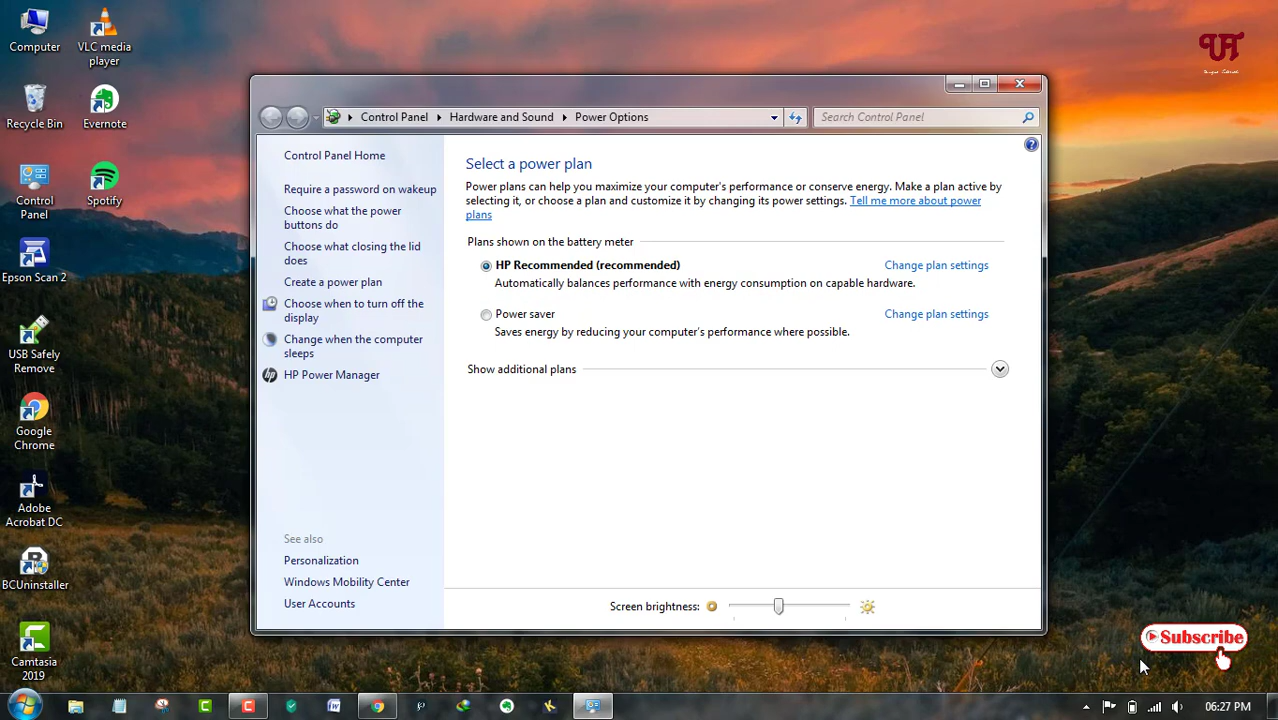 Computer
VLC media
player
Recycle Bin
Evernote
Control
Panel
Spotify
Epson Scan 2
USB Safely
Remove
Google
Chrome
Adobe
Acrobat DC
BCUninstaller
Camtasia
2019
UT
Control Panel
Hardware and Sound
Power Options
Search Control Panel
Control Panel Home
Require a password on wakeup
Choose what the power
buttons do
Choose what closing the lid
does
Create a power plan
Choose when to turn off the
display
Change when the computer
sleeps
HP Power Manager
See also
Personalization
Windows Mobility Center
User Accounts
Select a power plan
Power plans can help you maximize your computer's performance or conserve energy. Make a plan active by
selecting it, or choose a plan and customize it by changing its power settings. Tell me more about power
plans
Plans shown on the battery meter
HP Recommended (recommended) Change plan settings
Automatically balances performance with energy consumption on capable hardware.
Power saver Change plan settings
Saves energy by reducing your computer's performance where possible.
Show additional plans
Screen brightness:
Subscribe
06:27 PM